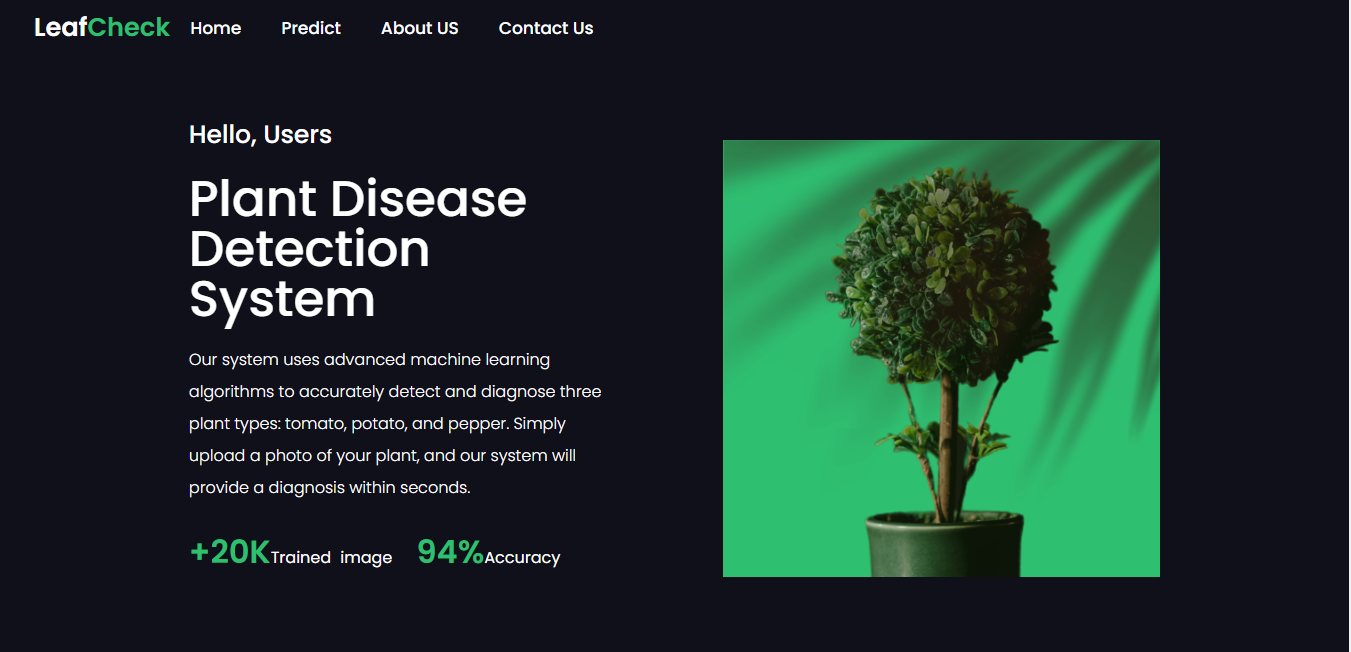 LeafCheck Home Predict About US Contact Us
Hello, Users
Plant Disease
Detection
System
Our system uses advanced machine learning
algorithms to accurately detect and diagnose three
plant types: tomato, potato, and pepper. Simply
upload a photo of your plant, and our system will
provide a diagnosis within seconds.
+20K Trained image 94% Accuracy